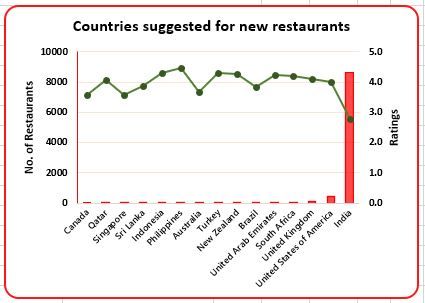 Countries suggested for new restaurants
10000
8000
6000
4000
2000
0
No. of Restaurants
5.0
4.0
3.0
2.0
1.0
0.0
Ratings
Canada
Qatar
Singapore
Sri Lanka
Indonesia
Philippines
Australia
Turkey
New Zealand
Brazil
United Arab Emirates
South Africa
United Kingdom
United States of America
India